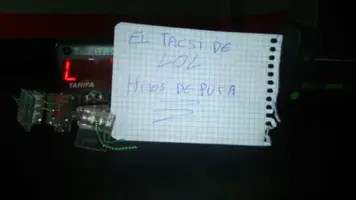 L
TARIFA
EL TACSI DE
LOL
HIJOS DE PUTA